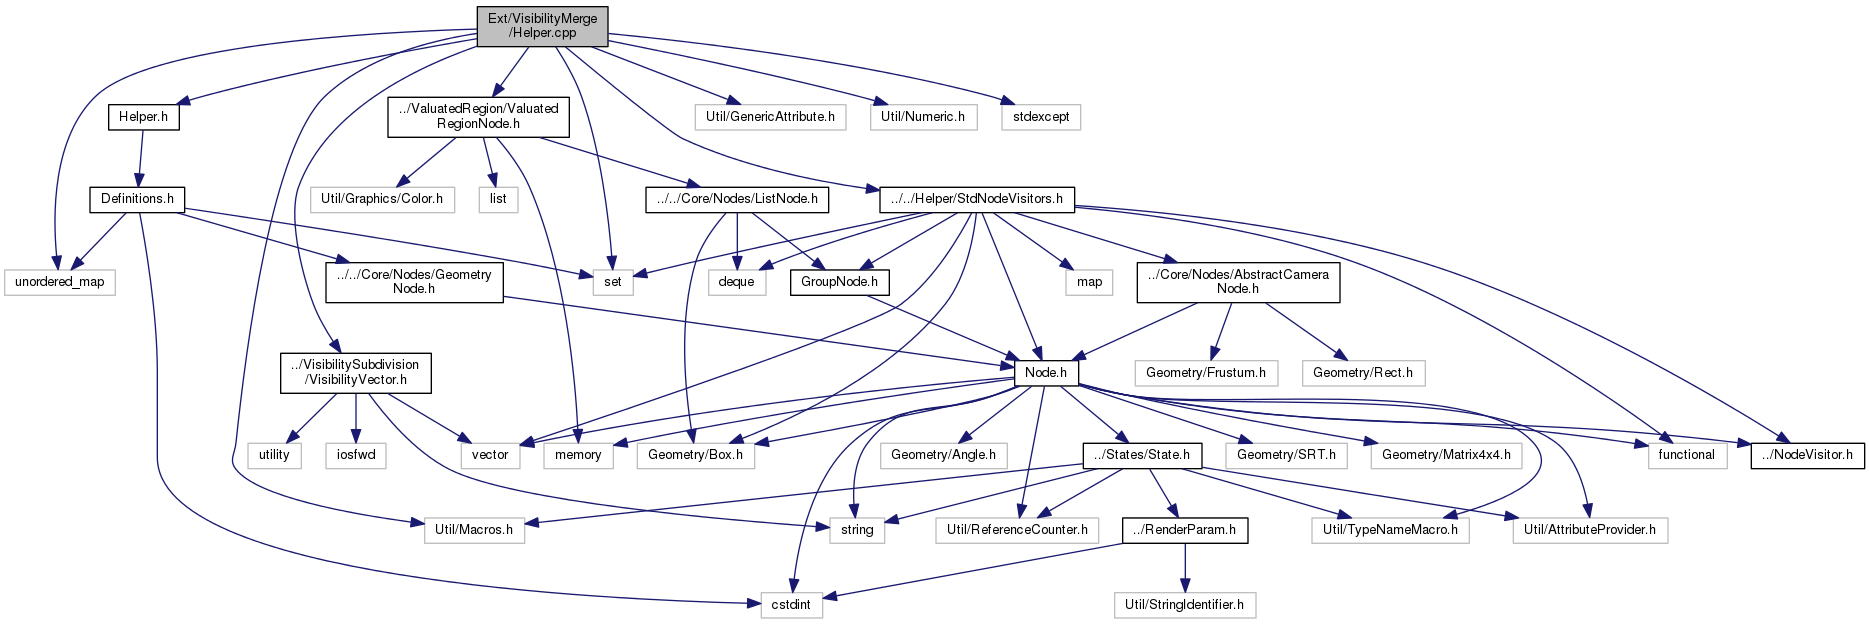 Ext/VisibilityMerge
/Helper.cpp
Helper.h
../ValuatedRegion/Valuated
RegionNode.h
Util/GenericAttribute.h
Util/Numeric.h
stdexcept
Definitions.h
Util/Graphics/Color.h
list
../../Core/Nodes/ListNode.h
../../Helper/StdNodeVisitors.h
unordered_map
../../Core/Nodes/Geometry
Node.h
set
deque
GroupNode.h
map
../Core/Nodes/AbstractCamera
Node.h
../VisibilitySubdivision
/VisibilityVector.h
Node.h
Geometry/Frustum.h
Geometry/Rect.h
utility
iosfwd
vector
memory
Geometry/Box.h
Geometry/Angle.h
../States/State.h
Geometry/SRT.h
Geometry/Matrix4x4.h
functional
../NodeVisitor.h
Util/Macros.h
string
Util/ReferenceCounter.h
../RenderParam.h
Util/TypeNameMacro.h
Util/AttributeProvider.h
cstdint
Util/StringIdentifier.h